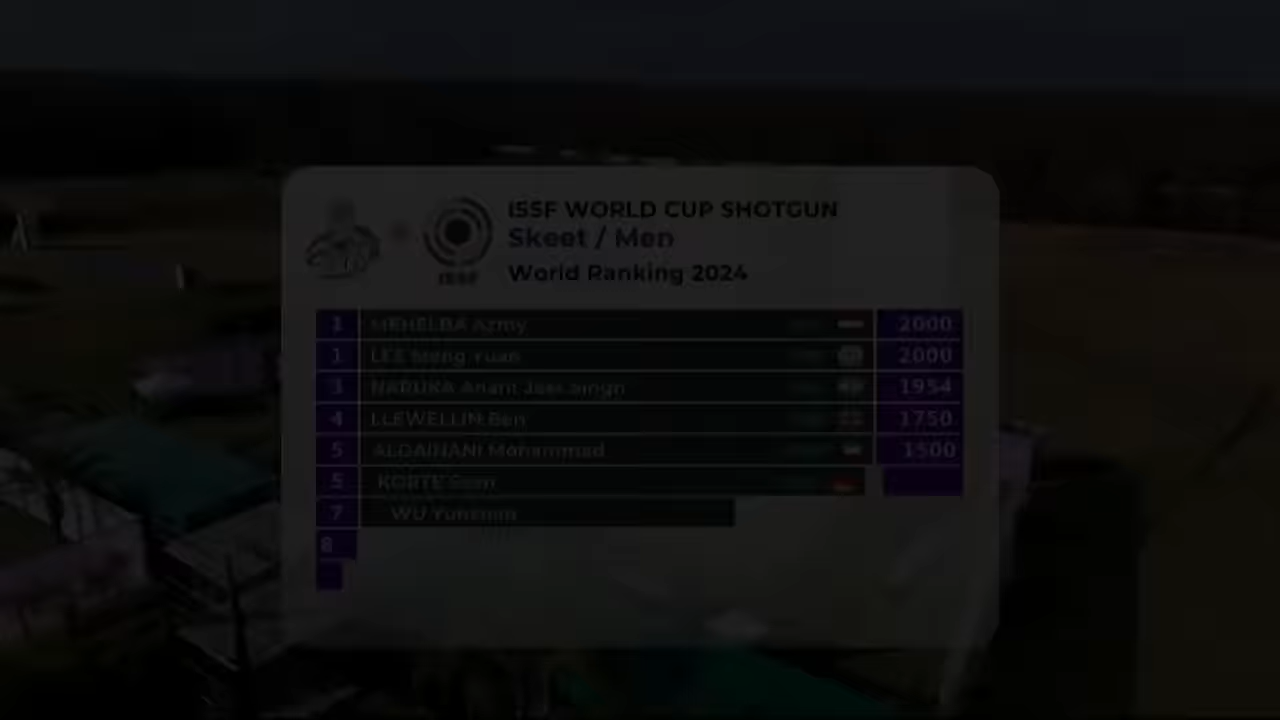 ISSF WORLD CUP SHOTGUN
Skeet / Men
ISSF
World Ranking 2024
1 MEHELBA Azmy 2000
1 LEE Meng Yuan 2000
3 NARUKA Anant Jeet Singh 1954
4 LLEWELLIN Ben 1750
5 ALDAIHANI Mohammad 1500
5 KORTE Sven
7 WU Yunchun
8